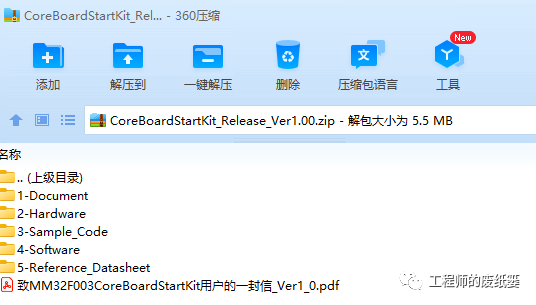 CoreBoardStartKit_Rel... - 360压缩
New
添加
解压到
一键解压
删除
压缩包语言
工具
CoreBoardStartKit_Release_Ver1.00.zip - 解包大小为 5.5 MB
名称
.. (上级目录)
1-Document
2-Hardware
3-Sample_Code
4-Software
5-Reference_Datasheet
致MM32F003CoreBoardStartKit用户的一封信_Ver1_0.pdf
工程师的废纸篓